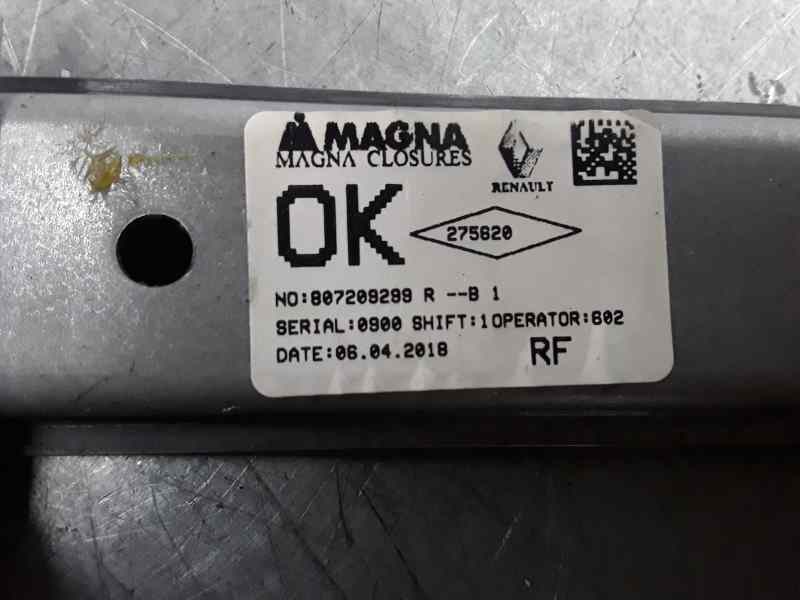 MAGNA
MAGNA CLOSURES
RENAULT
OK
275620
NO:807209299 R --B 1
SERIAL:0900 SHIFT:1OPERATOR:602
DATE:06.04.2018
RF